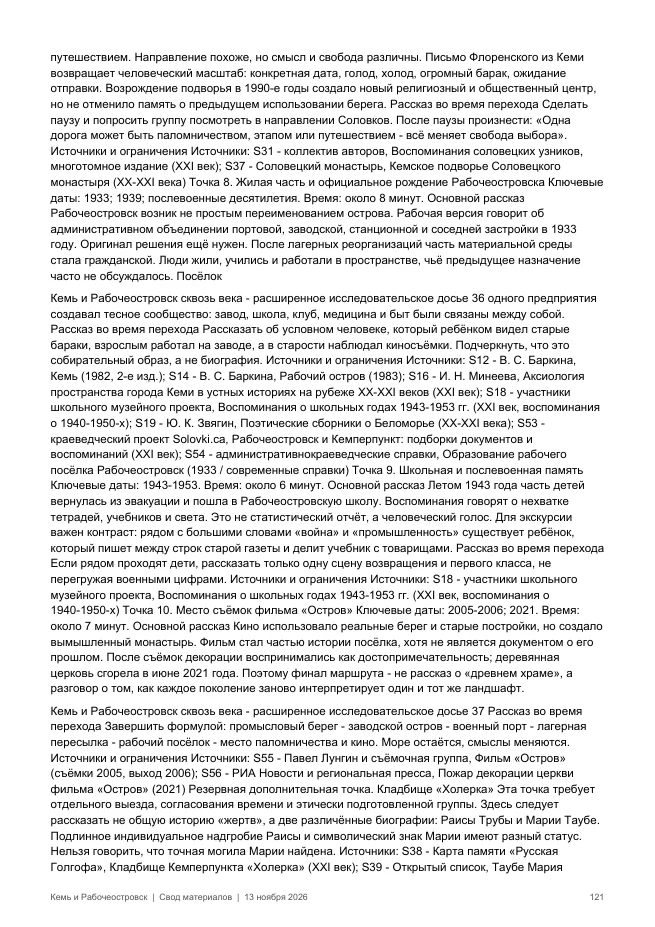 путешествием. Направление похоже, но смысл и свобода различны. Письмо Флоренского из Кеми
возвращает человеческий масштаб: конкретная дата, голод, холод, огромный барак, ожидание
отправки. Возрождение подворья в 1990-е годы создало новый религиозный и общественный центр,
но не отменило память о предыдущем использовании берега. Рассказ во время перехода Сделать
паузу и попросить группу посмотреть в направлении Соловков. После паузы произнести: «Одна
дорога может быть паломничеством, этапом или путешествием - всё меняет свобода выбора».
Источники и ограничения Источники: S31 - коллектив авторов, Воспоминания соловецких узников,
многотомное издание (XXI век); S37 - Соловецкий монастырь, Кемское подворье Соловецкого
монастыря (XX-XXI века) Точка 8. Жилая часть и официальное рождение Рабочеостровска Ключевые
даты: 1933; 1939; послевоенные десятилетия. Время: около 8 минут. Основной рассказ
Рабочеостровск возник не простым переименованием острова. Рабочая версия говорит об
административном объединении портовой, заводской, станционной и соседней застройки в 1933
году. Оригинал решения ещё нужен. После лагерных реорганизаций часть материальной среды
стала гражданской. Люди жили, учились и работали в пространстве, чьё предыдущее назначение
часто не обсуждалось. Посёлок
Кемь и Рабочеостровск сквозь века - расширенное исследовательское досье 36 одного предприятия
создавал тесное сообщество: завод, школа, клуб, медицина и быт были связаны между собой.
Рассказ во время перехода Рассказать об условном человеке, который ребёнком видел старые
бараки, взрослым работал на заводе, а в старости наблюдал киносъёмки. Подчеркнуть, что это
собирательный образ, а не биография. Источники и ограничения Источники: S12 - В. С. Баркина,
Кемь (1982, 2-е изд.); S14 - В. С. Баркина, Рабочий остров (1983); S16 - И. Н. Минеева, Аксиология
пространства города Кеми в устных историях на рубеже XX-XXI веков (XXI век); S18 - участники
школьного музейного проекта, Воспоминания о школьных годах 1943-1953 гг. (XXI век, воспоминания
о 1940-1950-х); S19 - Ю. К. Звягин, Поэтические сборники о Беломорье (XX-XXI века); S53 -
краеведческий проект Solovki.ca, Рабочеостровск и Кемперпункт: подборки документов и
воспоминаний (XXI век); S54 - административнокраеведческие справки, Образование рабочего
посёлка Рабочеостровск (1933 / современные справки) Точка 9. Школьная и послевоенная память
Ключевые даты: 1943-1953. Время: около 6 минут. Основной рассказ Летом 1943 года часть детей
вернулась из эвакуации и пошла в Рабочеостровскую школу. Воспоминания говорят о нехватке
тетрадей, учебников и света. Это не статистический отчёт, а человеческий голос. Для экскурсии
важен контраст: рядом с большими словами «война» и «промышленность» существует ребёнок,
который пишет между строк старой газеты и делит учебник с товарищами. Рассказ во время перехода
Если рядом проходят дети, рассказать только одну сцену возвращения и первого класса, не
перегружая военными цифрами. Источники и ограничения Источники: S18 - участники школьного
музейного проекта, Воспоминания о школьных годах 1943-1953 гг. (XXI век, воспоминания о
1940-1950-х) Точка 10. Место съёмок фильма «Остров» Ключевые даты: 2005-2006; 2021. Время:
около 7 минут. Основной рассказ Кино использовало реальные берег и старые постройки, но создало
вымышленный монастырь. Фильм стал частью истории посёлка, хотя не является документом о его
прошлом. После съёмок декорации воспринимались как достопримечательность; деревянная
церковь сгорела в июне 2021 года. Поэтому финал маршрута - не рассказ о «древнем храме», а
разговор о том, как каждое поколение заново интерпретирует один и тот же ландшафт.
Кемь и Рабочеостровск сквозь века - расширенное исследовательское досье 37 Рассказ во время
перехода Завершить формулой: промысловый берег - заводской остров - военный порт - лагерная
пересылка - рабочий посёлок - место паломничества и кино. Море остаётся, смыслы меняются.
Источники и ограничения Источники: S55 - Павел Лунгин и съёмочная группа, Фильм «Остров»
(съёмки 2005, выход 2006); S56 - РИА Новости и региональная пресса, Пожар декорации церкви
фильма «Остров» (2021) Резервная дополнительная точка. Кладбище «Холерка» Эта точка требует
отдельного выезда, согласования времени и этически подготовленной группы. Здесь следует
рассказать не общую историю «жертв», а две различённые биографии: Раисы Трубы и Марии Таубе.
Подлинное индивидуальное надгробие Раисы и символический знак Марии имеют разный статус.
Нельзя говорить, что точная могила Марии найдена. Источники: S38 - Карта памяти «Русская
Голгофа», Кладбище Кемперпункта «Холерка» (XXI век); S39 - Открытый список, Таубе Мария
Кемь и Рабочеостровск | Свод материалов | 13 ноября 2026
121